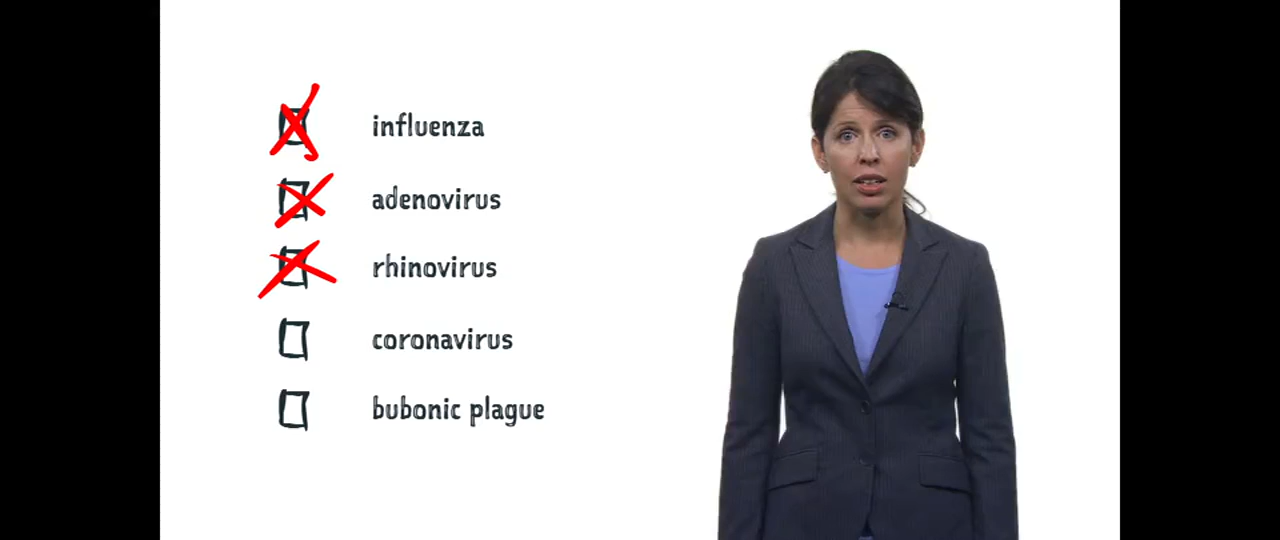 influenza
adenovirus
rhinovirus
coronavirus
bubonic plague